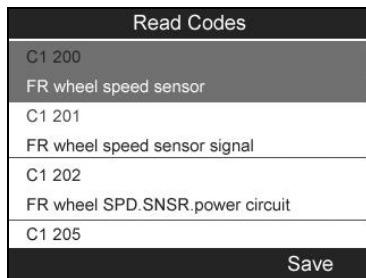 Read Codes
C1 200
FR wheel speed sensor
C1 201
FR wheel speed sensor signal
C1 202
FR wheel SPD.SNSR.power circuit
C1 205
Save